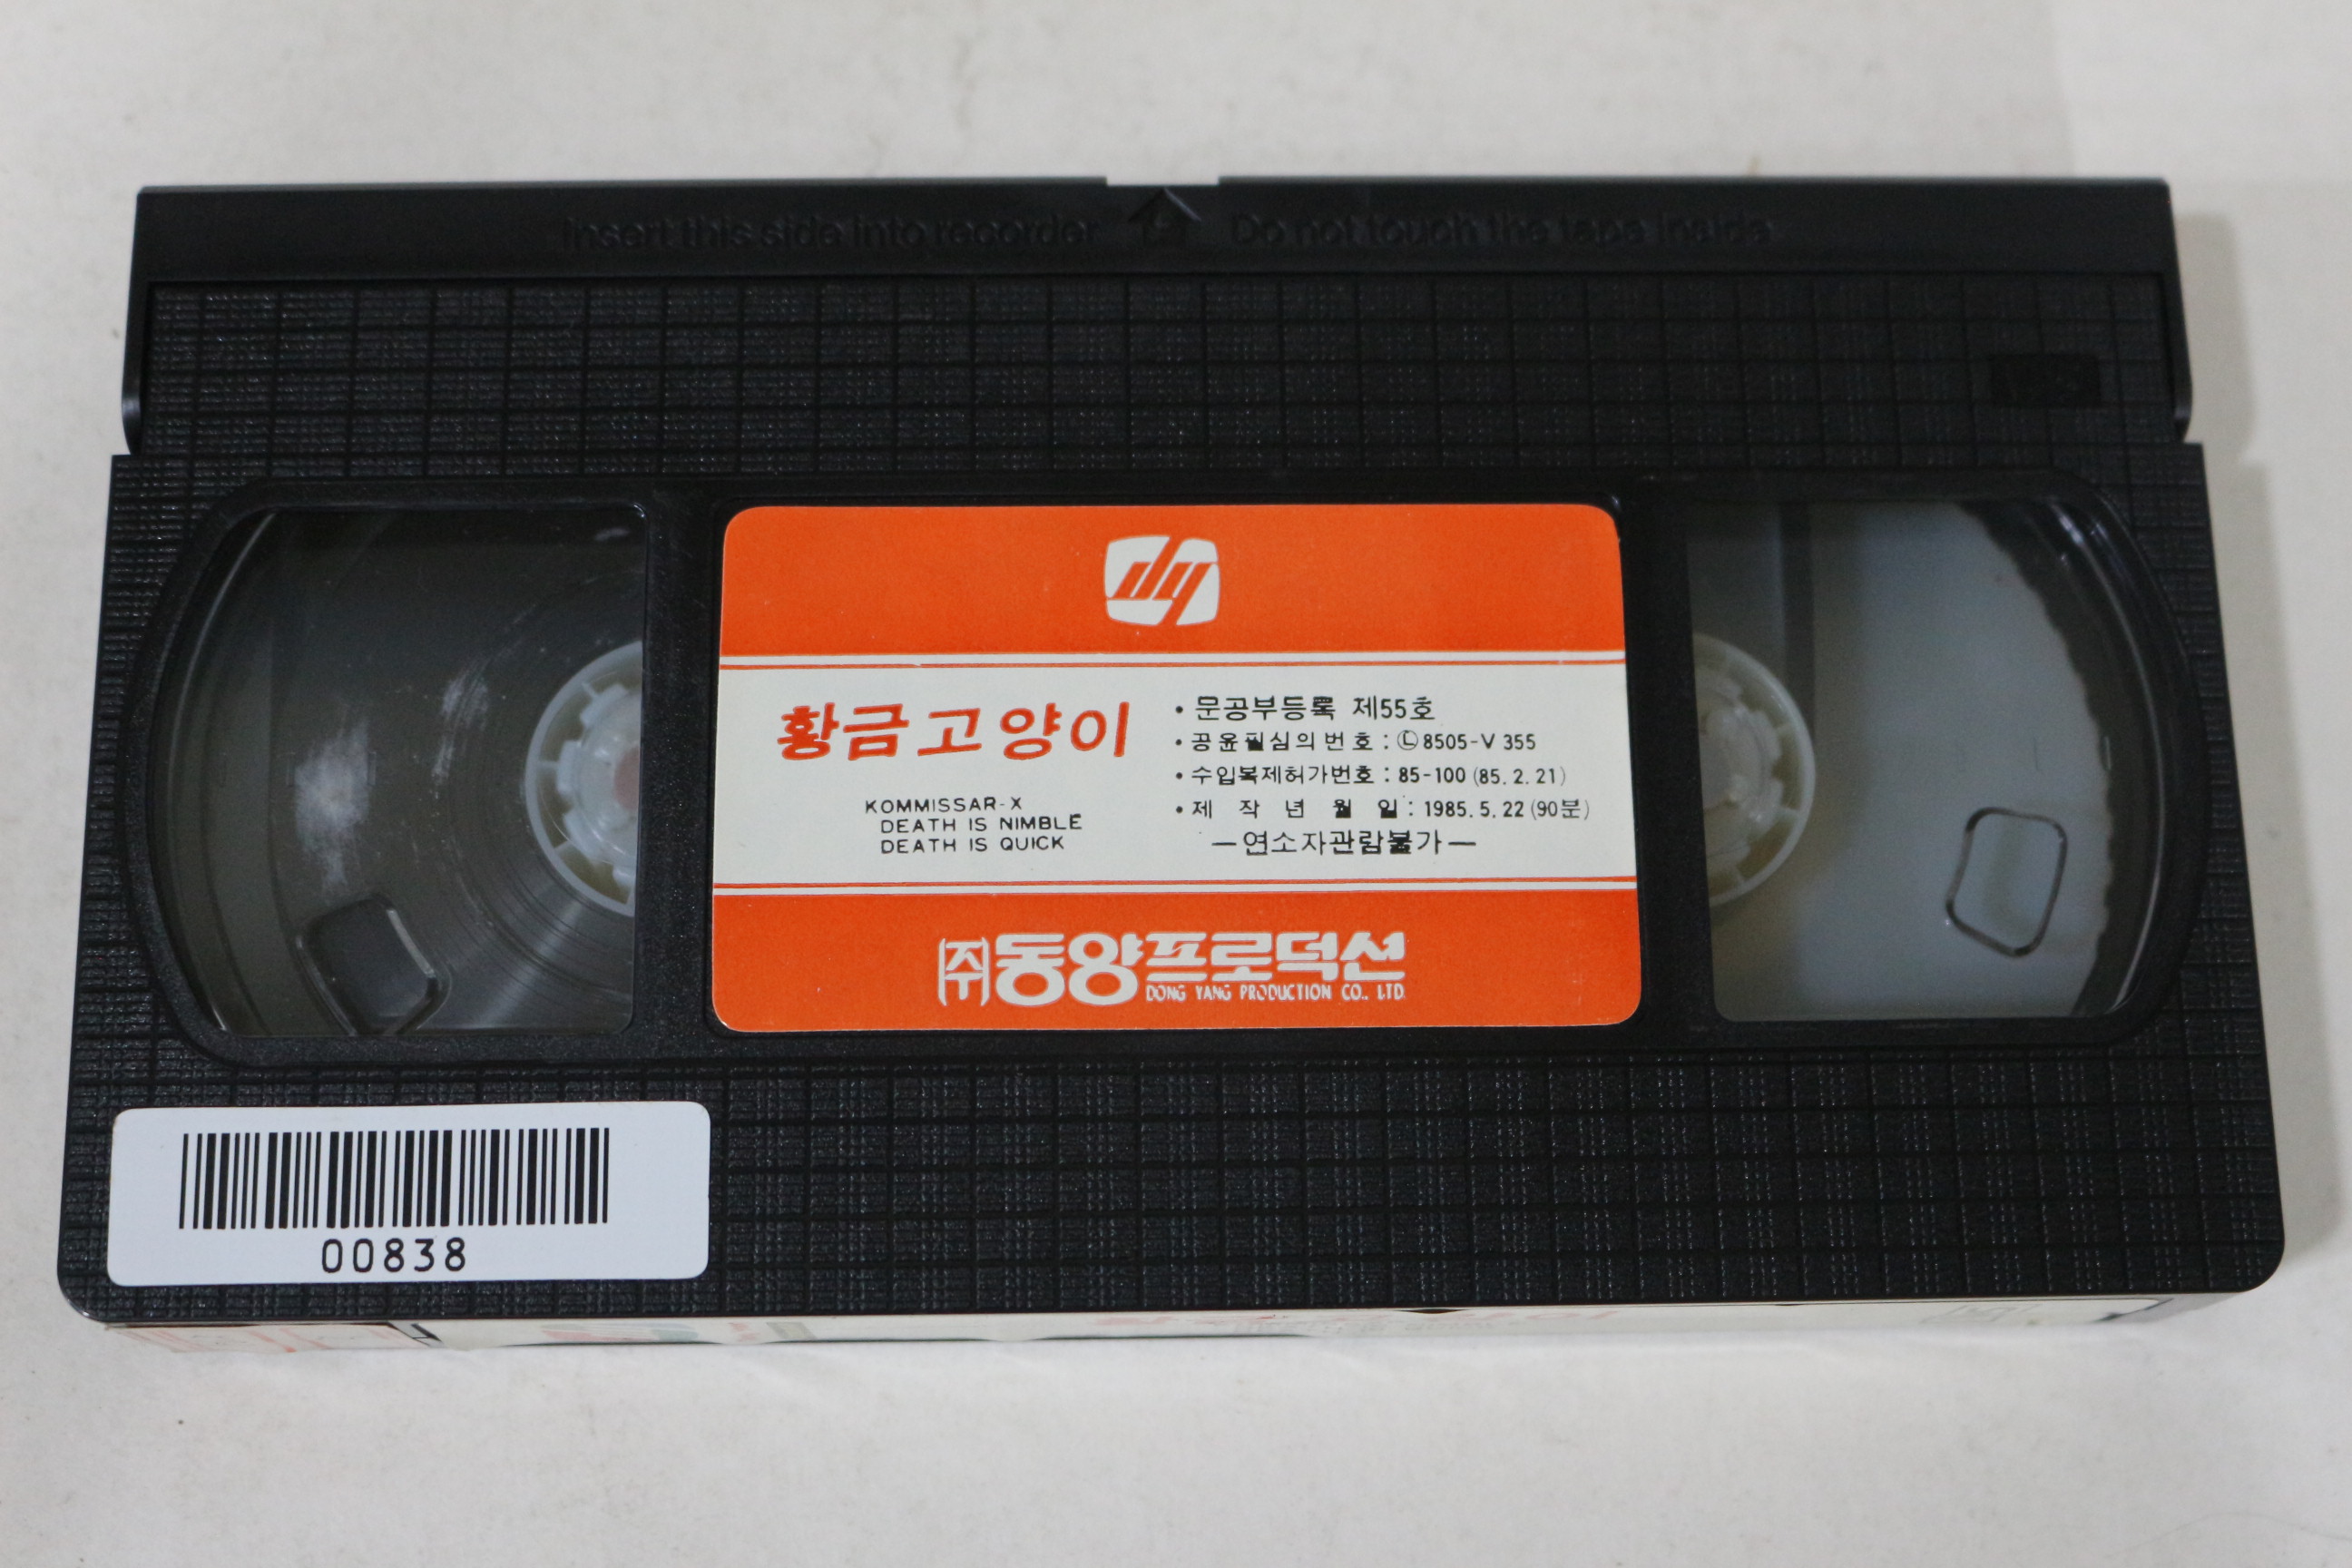 Insert this side into recorder Do not touch the tape inside
dy
황금고양이
KOMMISSAR-X
DEATH IS NIMBLE
DEATH IS QUICK
• 문공부등록 제55호
• 공윤필심의번호 : Ⓛ8505-V 355
• 수입복제허가번호 : 85-100 (85. 2. 21)
• 제 작 년 월 일 : 1985. 5. 22 (90분)
—연소자관람불가—
(주)동양프로덕션
DONG YANG PRODUCTION CO., LTD.
00838